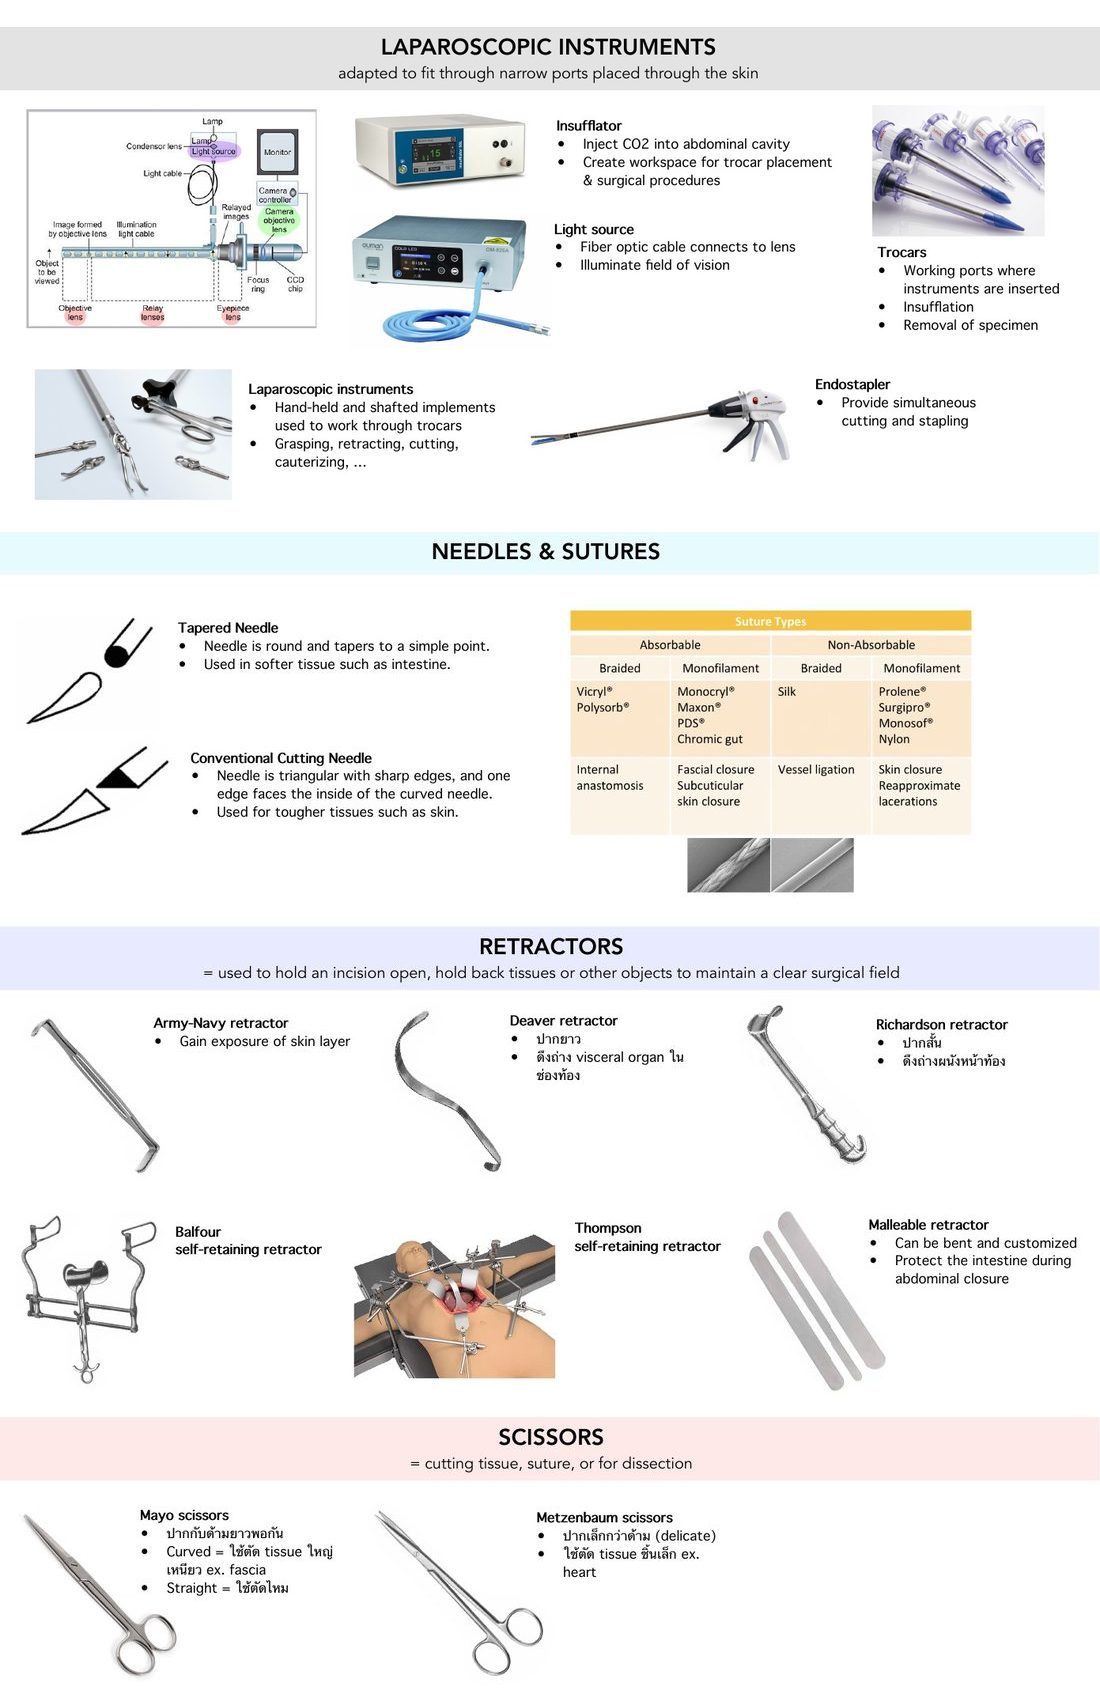 LAPAROSCOPIC INSTRUMENTS
adapted to fit through narrow ports placed through the skin
Lamp
Lamp
Condensor lens
Light source
Monitor
Light cable
Camera
controller
Relayed
images
Camera
objective
lens
Image formed
by objective lens
Illumination
light cable
Object
to be
viewed
Focus
ring
CCD
chip
Objective
lens
Relay
lenses
Eyepiece
lens
15
Insufflator
• Inject CO2 into abdominal cavity
• Create workspace for trocar placement
& surgical procedures
COLD LED
Light source
• Fiber optic cable connects to lens
• Illuminate field of vision
Trocars
• Working ports where
instruments are inserted
• Insufflation
• Removal of specimen
Laparoscopic instruments
• Hand-held and shafted implements
used to work through trocars
• Grasping, retracting, cutting,
cauterizing, ...
Endostapler
• Provide simultaneous
cutting and stapling
NEEDLES & SUTURES
Tapered Needle
• Needle is round and tapers to a simple point.
• Used in softer tissue such as intestine.
Conventional Cutting Needle
• Needle is triangular with sharp edges, and one
edge faces the inside of the curved needle.
• Used for tougher tissues such as skin.
Suture Types
Absorbable Non-Absorbable
Braided Monofilament Braided Monofilament
Vicryl® Monocryl® Silk Prolene®
Polysorb® Maxon® Surgipro®
PDS® Monosof®
Chromic gut Nylon
Internal Fascial closure Vessel ligation Skin closure
anastomosis Subcuticular Reapproximate
skin closure lacerations
RETRACTORS
= used to hold an incision open, hold back tissues or other objects to maintain a clear surgical field
Army-Navy retractor
• Gain exposure of skin layer
Deaver retractor
• ปากยาว
• ดึงถ่าง visceral organ ใน
ช่องท้อง
Richardson retractor
• ปากสั้น
• ดึงถ่างผนังหน้าท้อง
Balfour
self-retaining retractor
Thompson
self-retaining retractor
Malleable retractor
• Can be bent and customized
• Protect the intestine during
abdominal closure
SCISSORS
= cutting tissue, suture, or for dissection
Mayo scissors
• ปากกับด้ามยาวพอกัน
• Curved = ใช้ตัด tissue ใหญ่
เหนียว ex. fascia
• Straight = ใช้ตัดไหม
Metzenbaum scissors
• ปากเล็กกว่าด้าม (delicate)
• ใช้ตัด tissue ชิ้นเล็ก ex.
heart